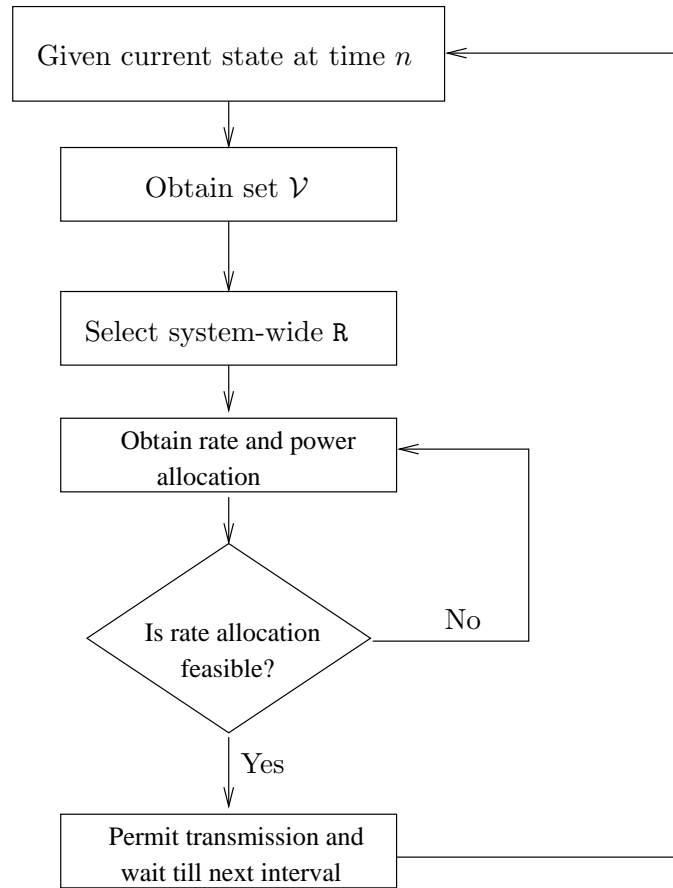 Given current state at time n
Obtain set 𝒱
Select system-wide R
Obtain rate and power
allocation
Is rate allocation
feasible?
No
Yes
Permit transmission and
wait till next interval